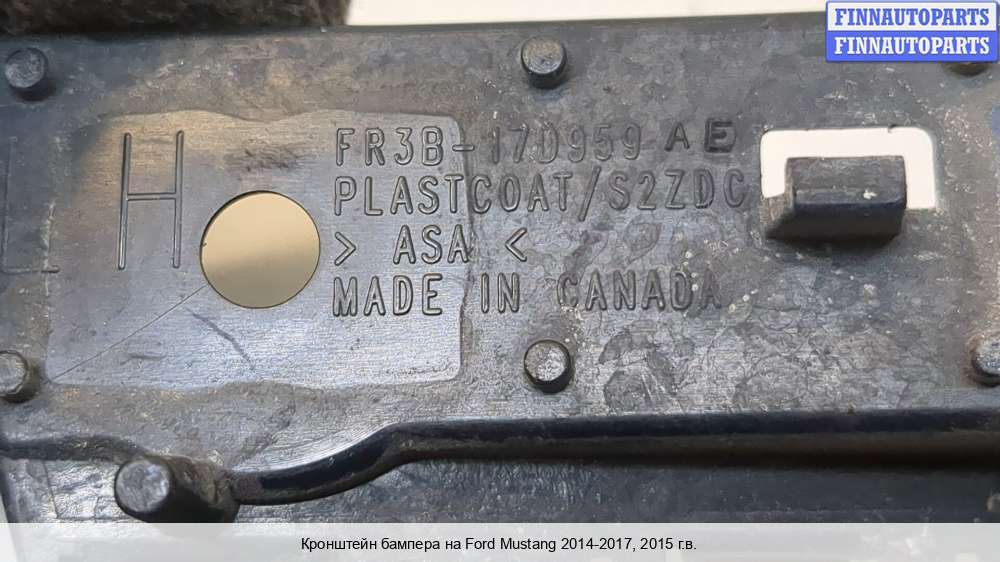 FINNAUTOPARTS
FINNAUTOPARTS
LH
FR3B-17D959 AE
PLASTCOAT/S2ZDC
> ASA <
MADE IN CANADA
Кронштейн бампера на Ford Mustang 2014-2017, 2015 г.в.